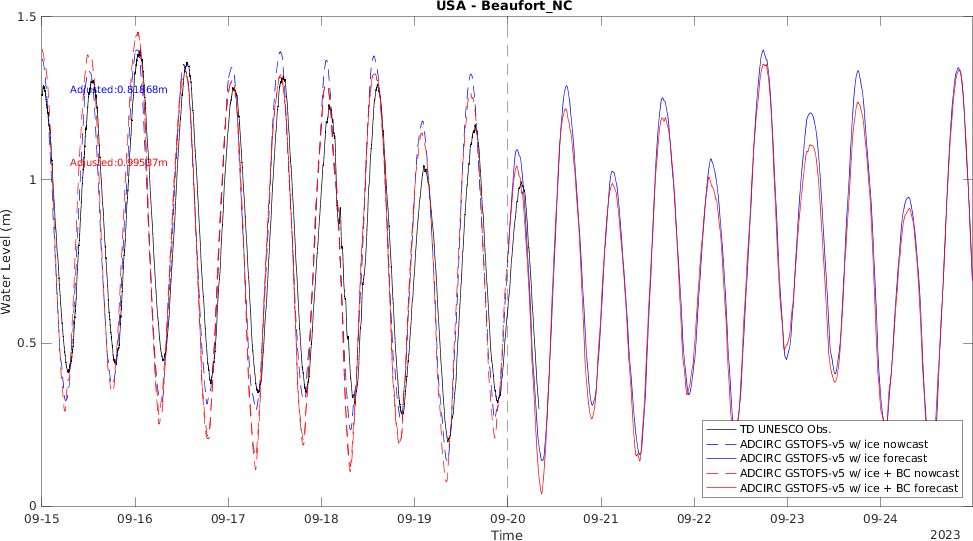 USA - Beaufort_NC
1.5
1
0.5
0
Water Level (m)
Adjusted:0.81868m
Adjusted:0.99587m
TD UNESCO Obs.
ADCIRC GSTOFS-v5 w/ ice nowcast
ADCIRC GSTOFS-v5 w/ ice forecast
ADCIRC GSTOFS-v5 w/ ice + BC nowcast
ADCIRC GSTOFS-v5 w/ ice + BC forecast
09-15 09-16 09-17 09-18 09-19 09-20 09-21 09-22 09-23 09-24
Time
2023